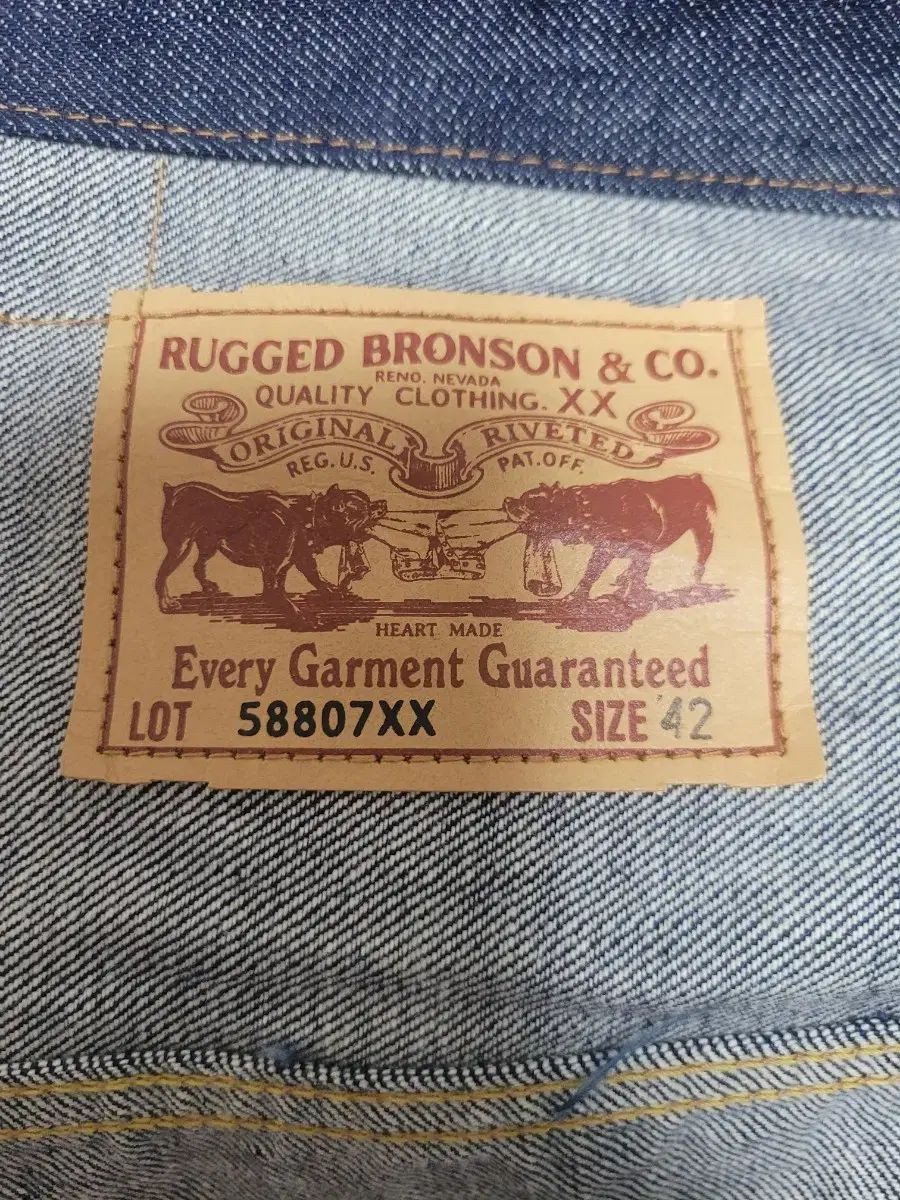 RUGGED BRONSON & CO.
RENO. NEVADA
QUALITY CLOTHING. XX
ORIGINAL RIVETED
REG. U.S. PAT. OFF.
HEART MADE
Every Garment Guaranteed
LOT 58807XX SIZE 42